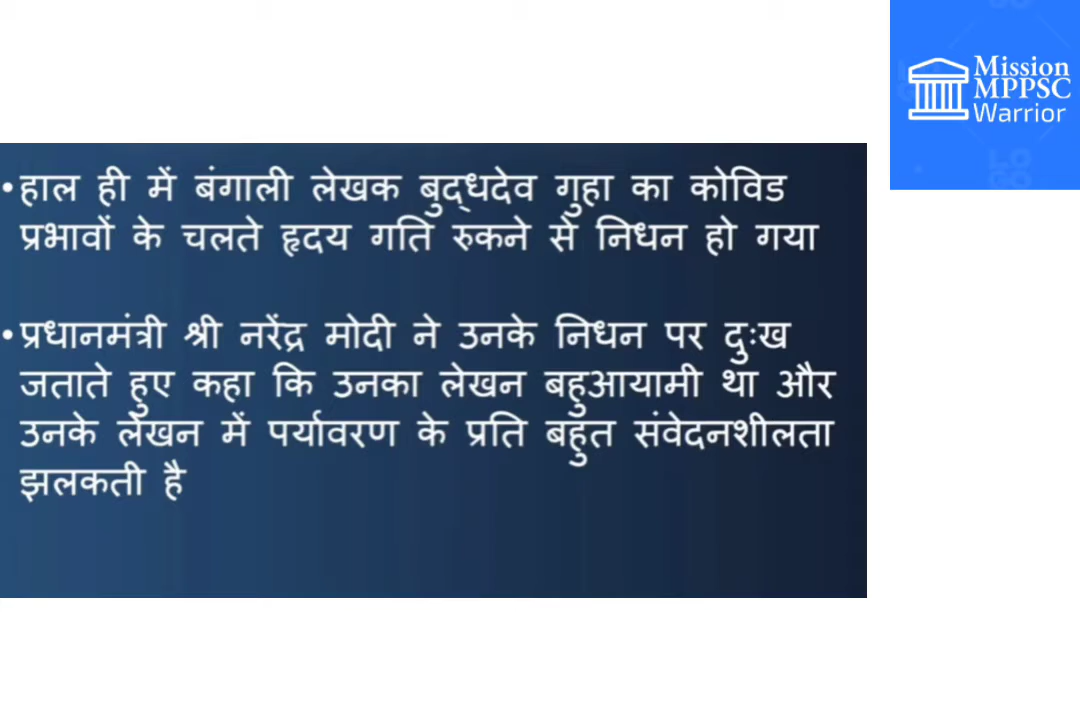 Mission
MPPSC
Warrior
•हाल ही में बंगाली लेखक बुद्धदेव गुहा का कोविड
प्रभावों के चलते हृदय गति रुकने से निधन हो गया
•प्रधानमंत्री श्री नरेंद्र मोदी ने उनके निधन पर दुःख
जताते हुए कहा कि उनका लेखन बहुआयामी था और
उनके लेखन में पर्यावरण के प्रति बहुत संवेदनशीलता
झलकती है